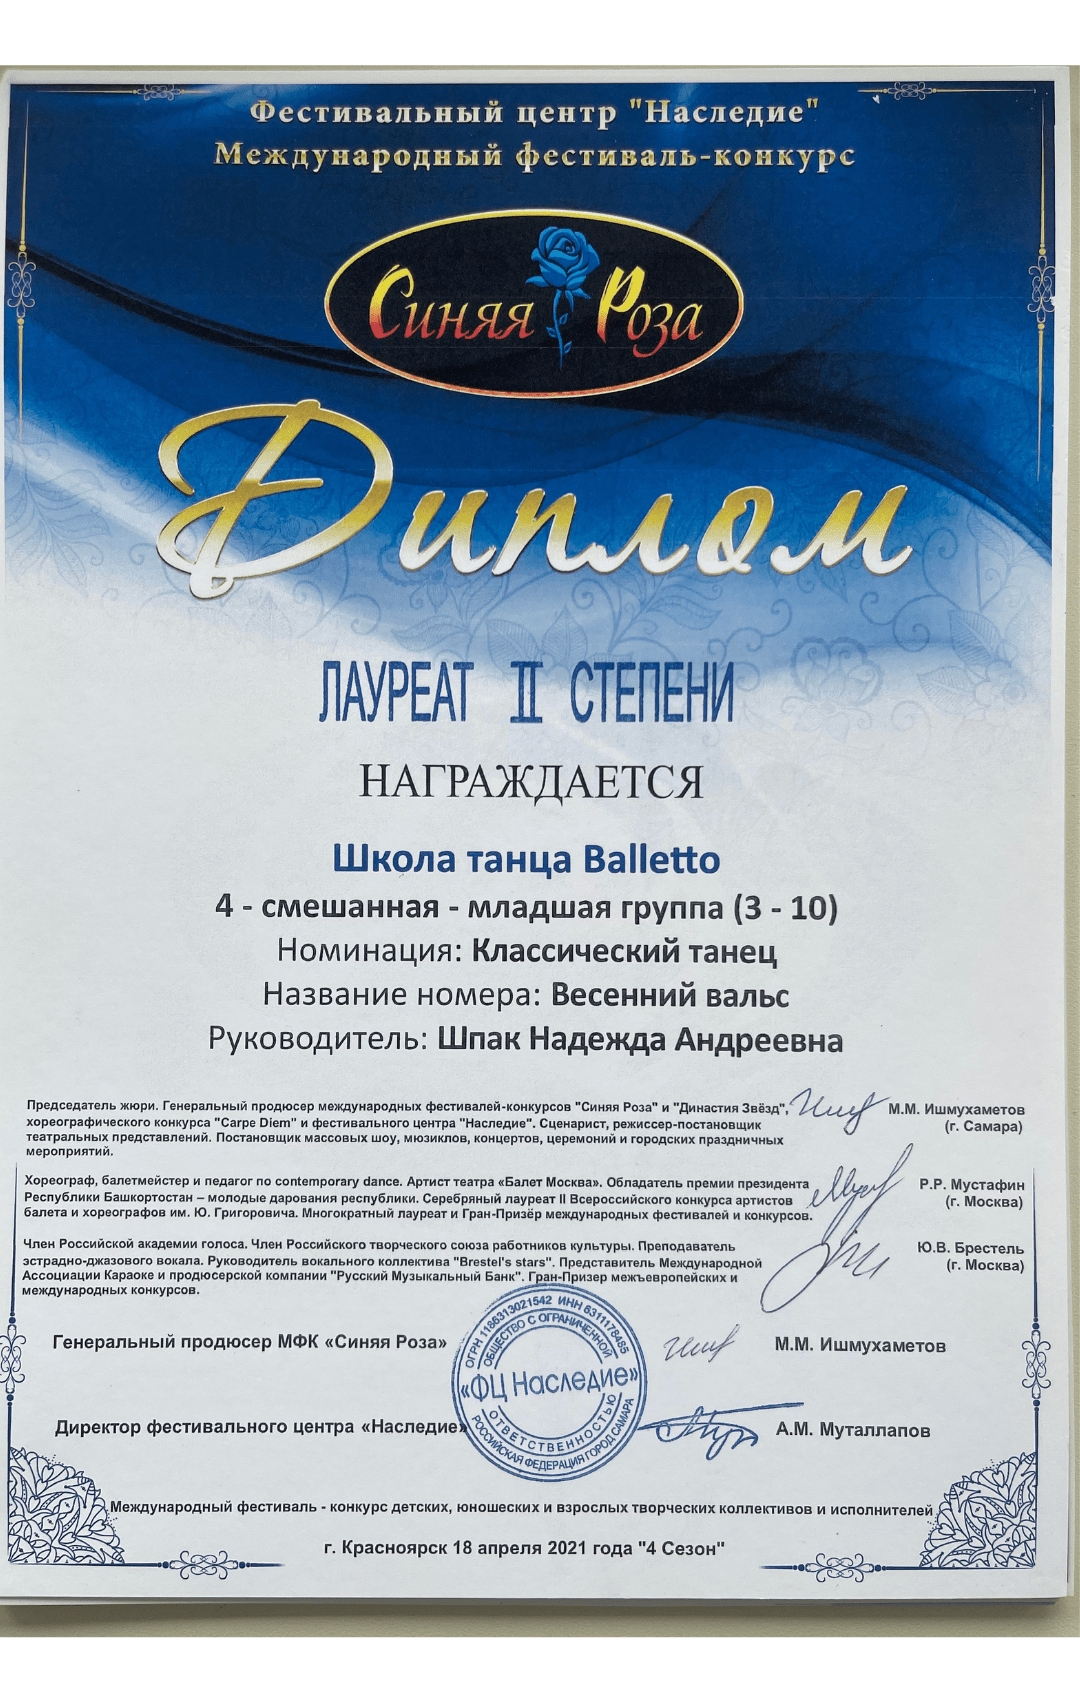 Фестивальный центр "Наследие"
Международный фестиваль-конкурс
Синяя Роза
Диплом
ЛАУРЕАТ II СТЕПЕНИ
НАГРАЖДАЕТСЯ
Школа танца Balletto
4 - смешанная - младшая группа (3 - 10)
Номинация: Классический танец
Название номера: Весенний вальс
Руководитель: Шпак Надежда Андреевна
Председатель жюри. Генеральный продюсер международных фестивалей-конкурсов "Синяя Роза" и "Династия Звёзд",
хореографического конкурса "Carpe Diem" и фестивального центра "Наследие". Сценарист, режиссер-постановщик
театральных представлений. Постановщик массовых шоу, мюзиклов, концертов, церемоний и городских праздничных
мероприятий.
М.М. Ишмухаметов
(г. Самара)
Хореограф, балетмейстер и педагог по contemporary dance. Артист театра «Балет Москва». Обладатель премии президента
Республики Башкортостан – молодые дарования республики. Серебряный лауреат II Всероссийского конкурса артистов
балета и хореографов им. Ю. Григоровича. Многократный лауреат и Гран-Призёр международных фестивалей и конкурсов.
Р.Р. Мустафин
(г. Москва)
Член Российской академии голоса. Член Российского творческого союза работников культуры. Преподаватель
эстрадно-джазового вокала. Руководитель вокального коллектива "Brestel's stars". Представитель Международной
Ассоциации Караоке и продюсерской компании "Русский Музыкальный Банк". Гран-Призер межъевропейских и
международных конкурсов.
Ю.В. Брестель
(г. Москва)
Генеральный продюсер МФК «Синяя Роза»
М.М. Ишмухаметов
Директор фестивального центра «Наследие»
А.М. Муталлапов
ОГРН 1186313021542 ИНН 6311178485
ОБЩЕСТВО С ОГРАНИЧЕННОЙ
«ФЦ Наследие»
ОТВЕТСТВЕННОСТЬЮ
РОССИЙСКАЯ ФЕДЕРАЦИЯ ГОРОД САМАРА
Международный фестиваль - конкурс детских, юношеских и взрослых творческих коллективов и исполнителей
г. Красноярск 18 апреля 2021 года "4 Сезон"